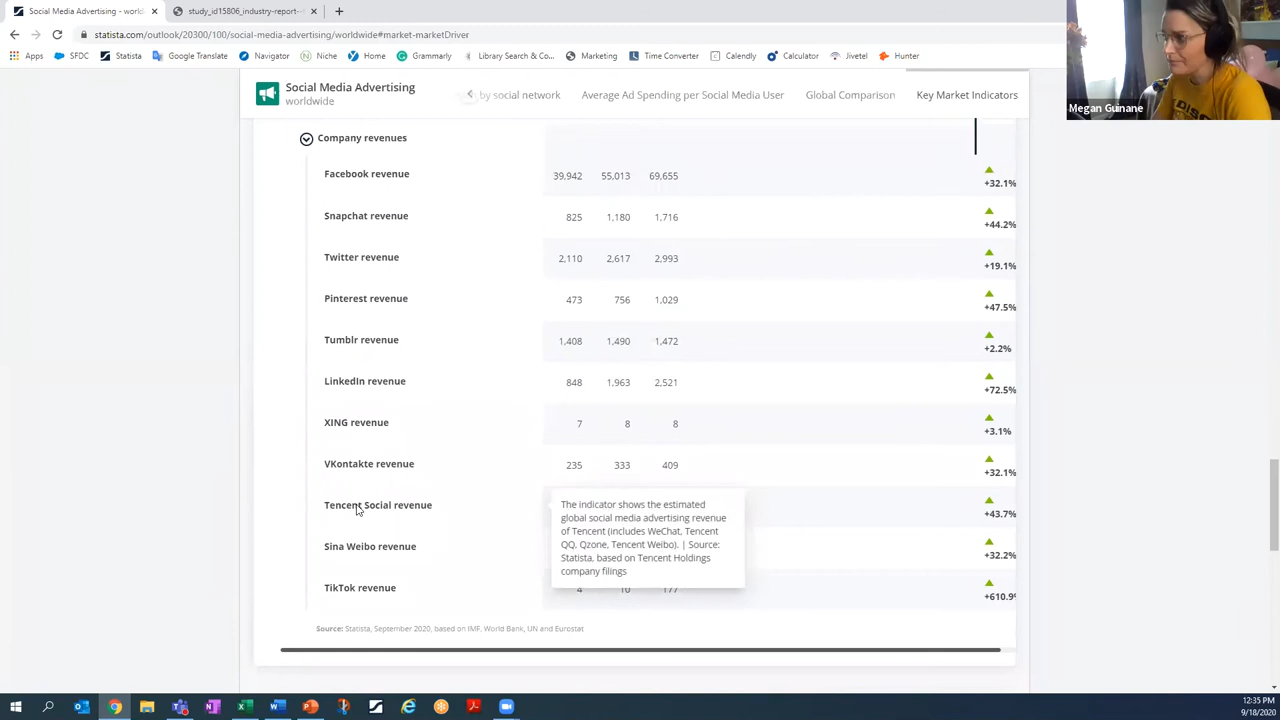 Social Media Advertising worldwide
study_id15806_industry-report--
statista.com/outlook/20300/100/social-media-advertising/worldwide#market-marketDriver
Apps SFDC Statista Google Translate Navigator Niche Home Grammarly Library Search & Co... Marketing Time Converter Calendly Calculator Jivetel Hunter
Megan Guinane
Social Media Advertising
worldwide
by social network Average Ad Spending per Social Media User Global Comparison Key Market Indicators
Company revenues
Facebook revenue 39,942 55,013 69,655 +32.1%
Snapchat revenue 825 1,180 1,716 +44.2%
Twitter revenue 2,110 2,617 2,993 +19.1%
Pinterest revenue 473 756 1,029 +47.5%
Tumblr revenue 1,408 1,490 1,472 +2.2%
LinkedIn revenue 848 1,963 2,521 +72.5%
XING revenue 7 8 8 +3.1%
VKontakte revenue 235 333 409 +32.1%
Tencent Social revenue +43.7%
The indicator shows the estimated
global social media advertising revenue
of Tencent (includes WeChat, Tencent
QQ, Qzone, Tencent Weibo). | Source:
Statista, based on Tencent Holdings
company filings
Sina Weibo revenue +32.2%
TikTok revenue 4 10 177 +610.9%
Source: Statista, September 2020; based on IMF, World Bank, UN and Eurostat
12:35 PM
9/18/2020